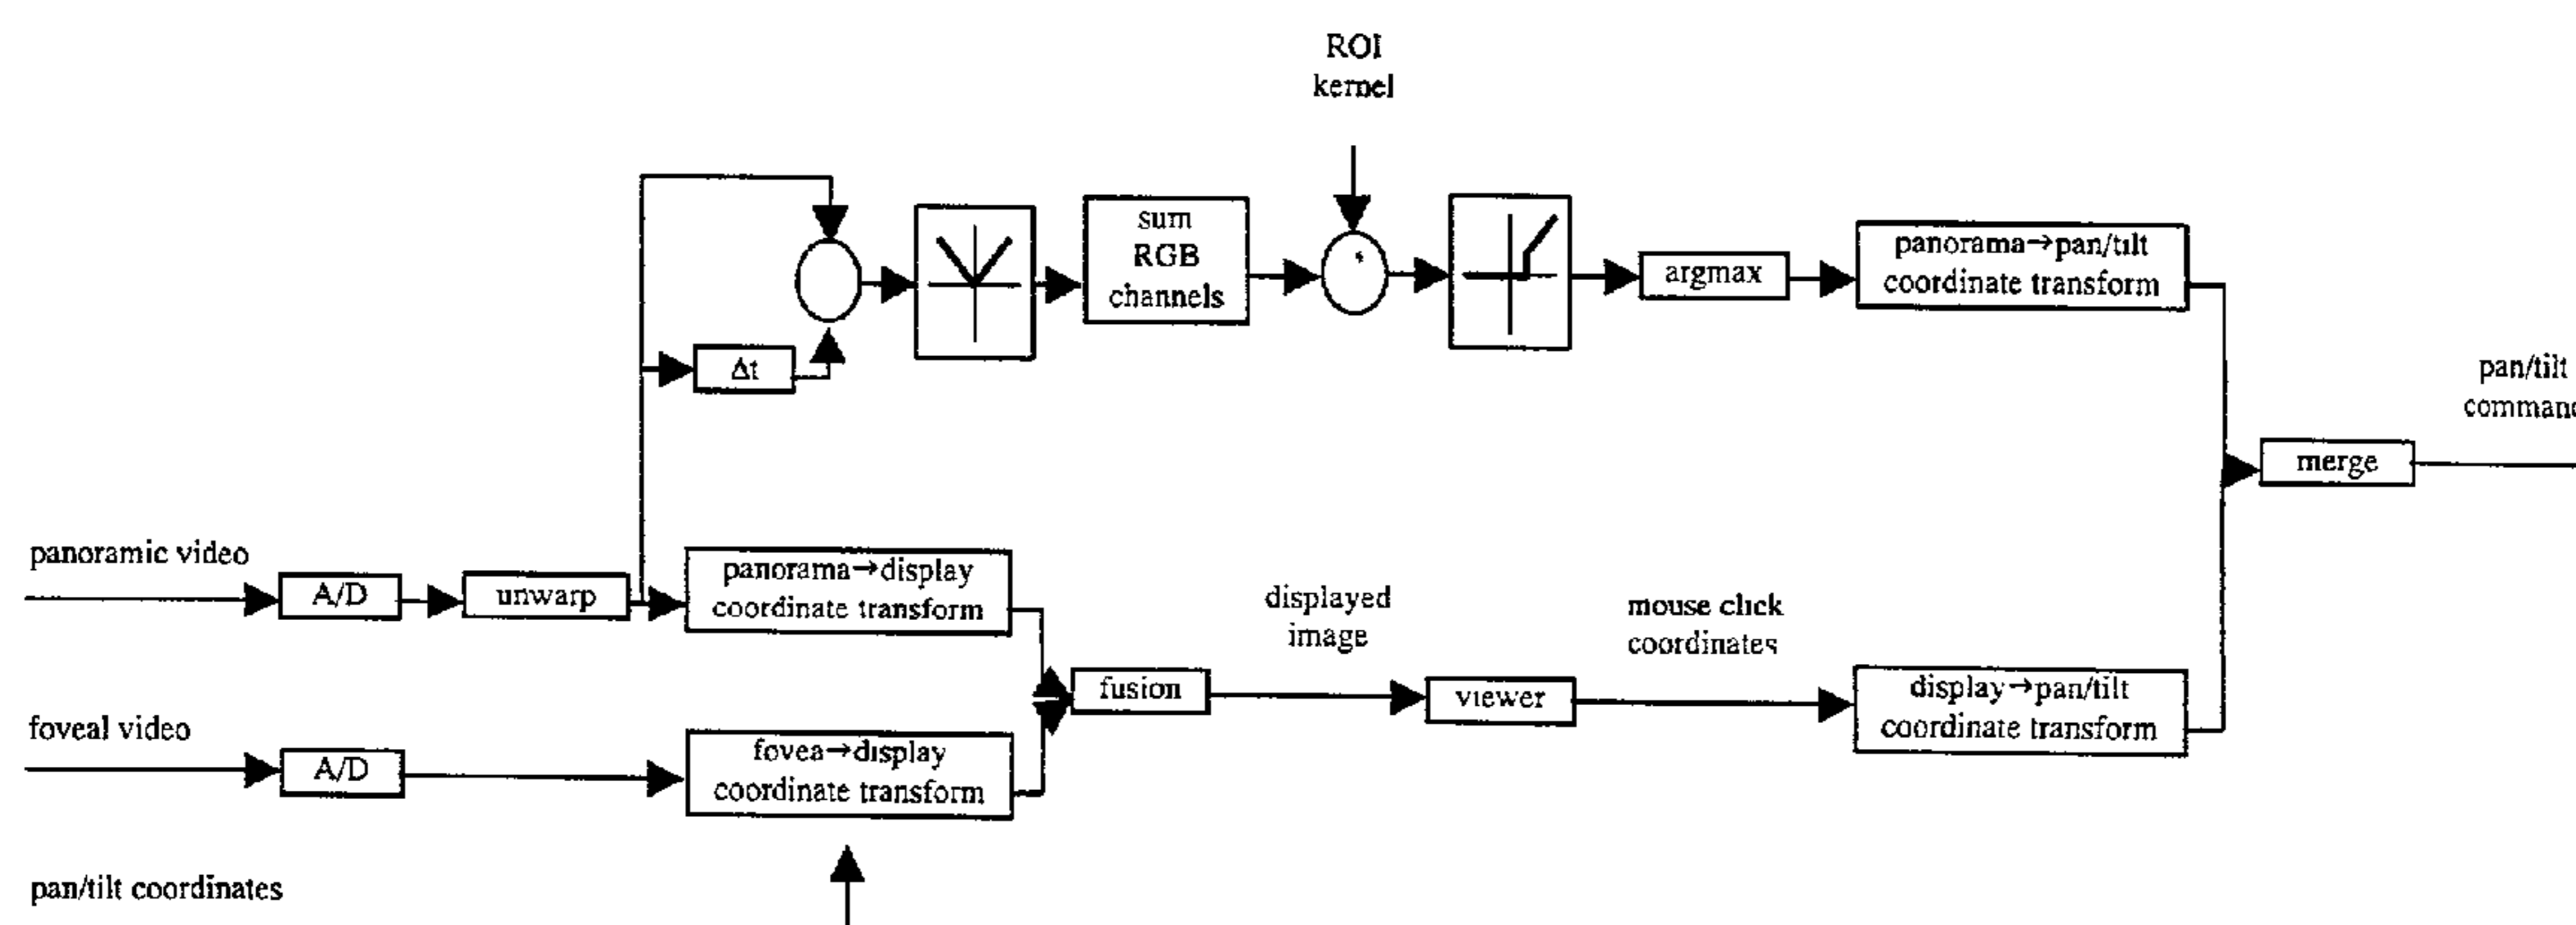 ROI
kernel
sum
RGB
channels
*
argmax
panorama→pan/tilt
coordinate transform
Δt
pan/tilt
command
merge
panoramic video
A/D
unwarp
panorama→display
coordinate transform
displayed
image
mouse click
coordinates
fusion
viewer
display→pan/tilt
coordinate transform
foveal video
A/D
fovea→display
coordinate transform
pan/tilt coordinates